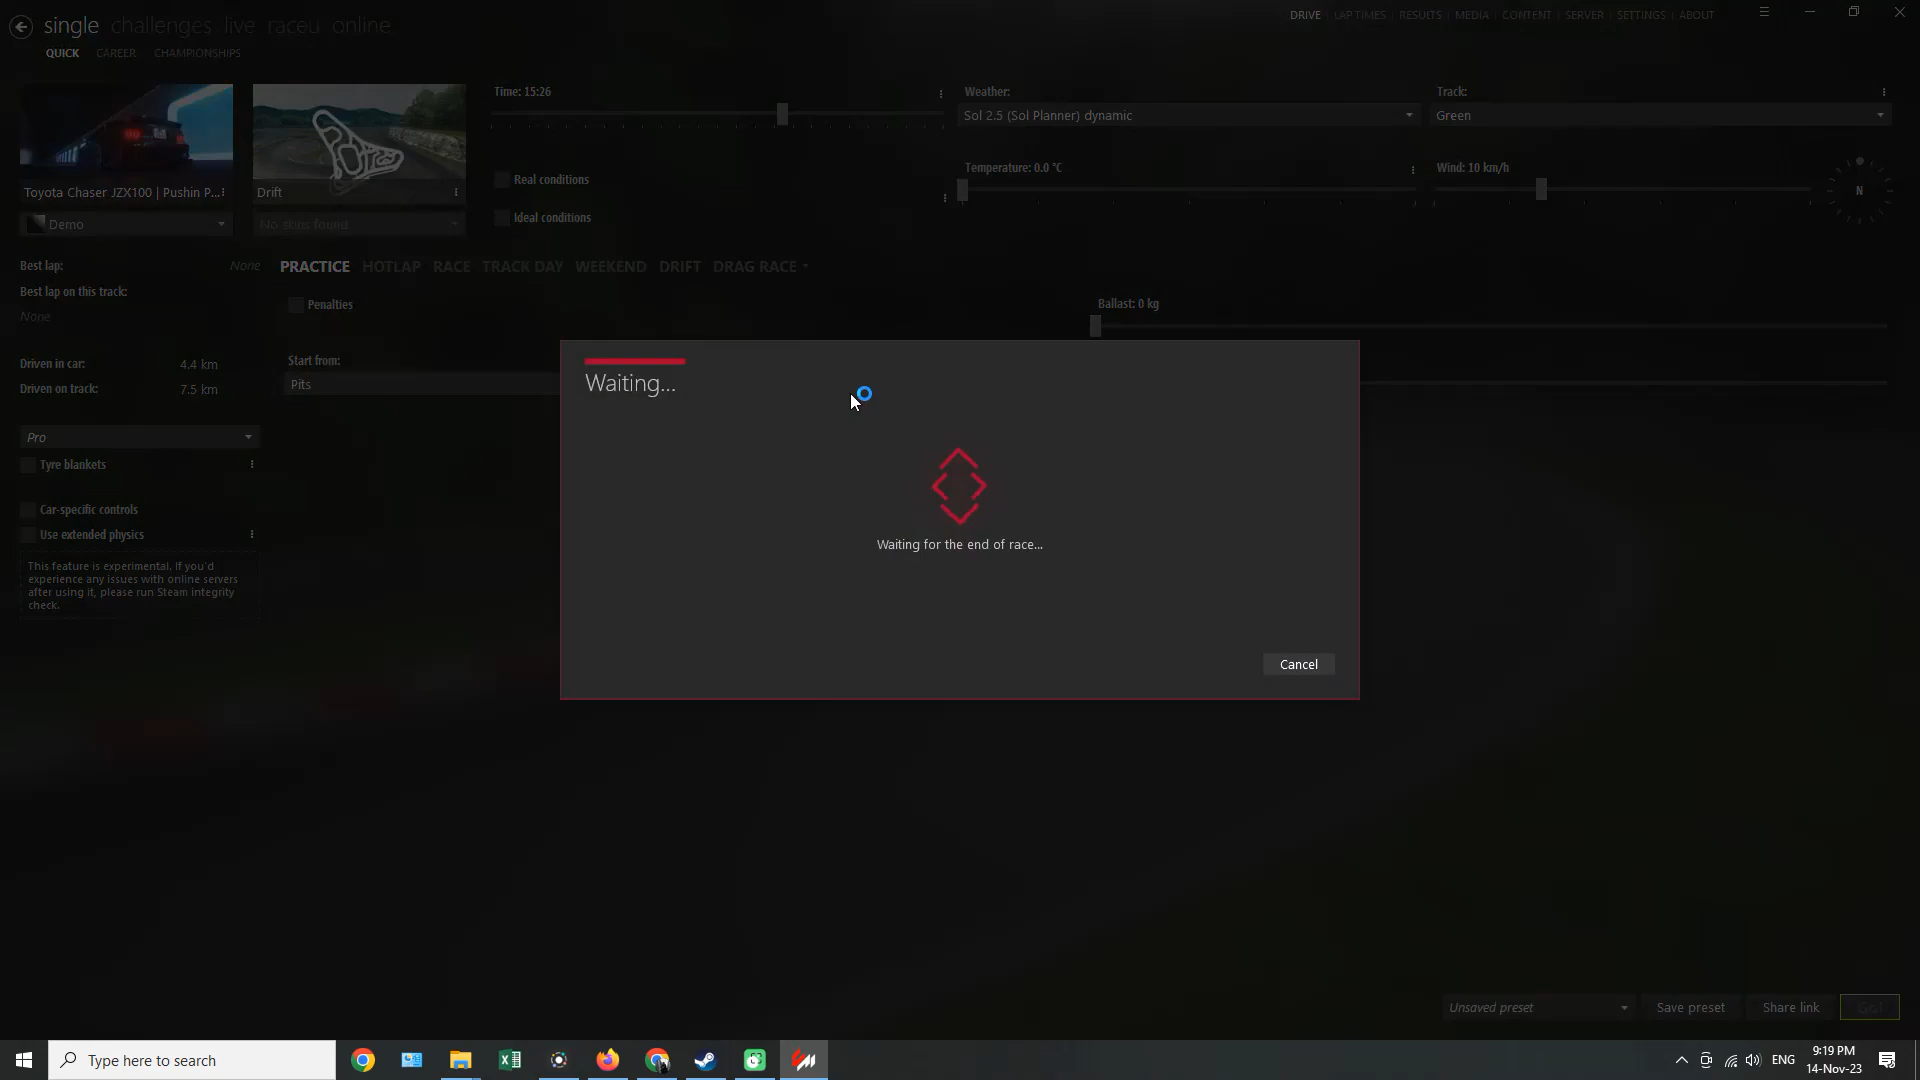 single challenges live raceu online
DRIVE LAP TIMES RESULTS MEDIA CONTENT SERVER SETTINGS ABOUT
QUICK CAREER CHAMPIONSHIPS
Time: 15:26
Weather:
Track:
Sol 2.5 (Sol Planner) dynamic
Green
Temperature: 0.0 °C
Wind: 10 km/h
Real conditions
Toyota Chaser JZX100 | Pushin P...
Drift
N
Ideal conditions
Demo
No skins found
Best lap:
None
PRACTICE HOTLAP RACE TRACK DAY WEEKEND DRIFT DRAG RACE
Best lap on this track:
None
Penalties
Ballast: 0 kg
Driven in car:
4.4 km
Start from:
Driven on track:
7.5 km
Pits
Waiting...
Pro
Tyre blankets
Car-specific controls
Use extended physics
This feature is experimental. If you'd
experience any issues with online servers
after using it, please run Steam integrity
check.
Waiting for the end of race...
Cancel
Unsaved preset
Save preset
Share link
Go!
Type here to search
ENG
9:19 PM
14-Nov-23